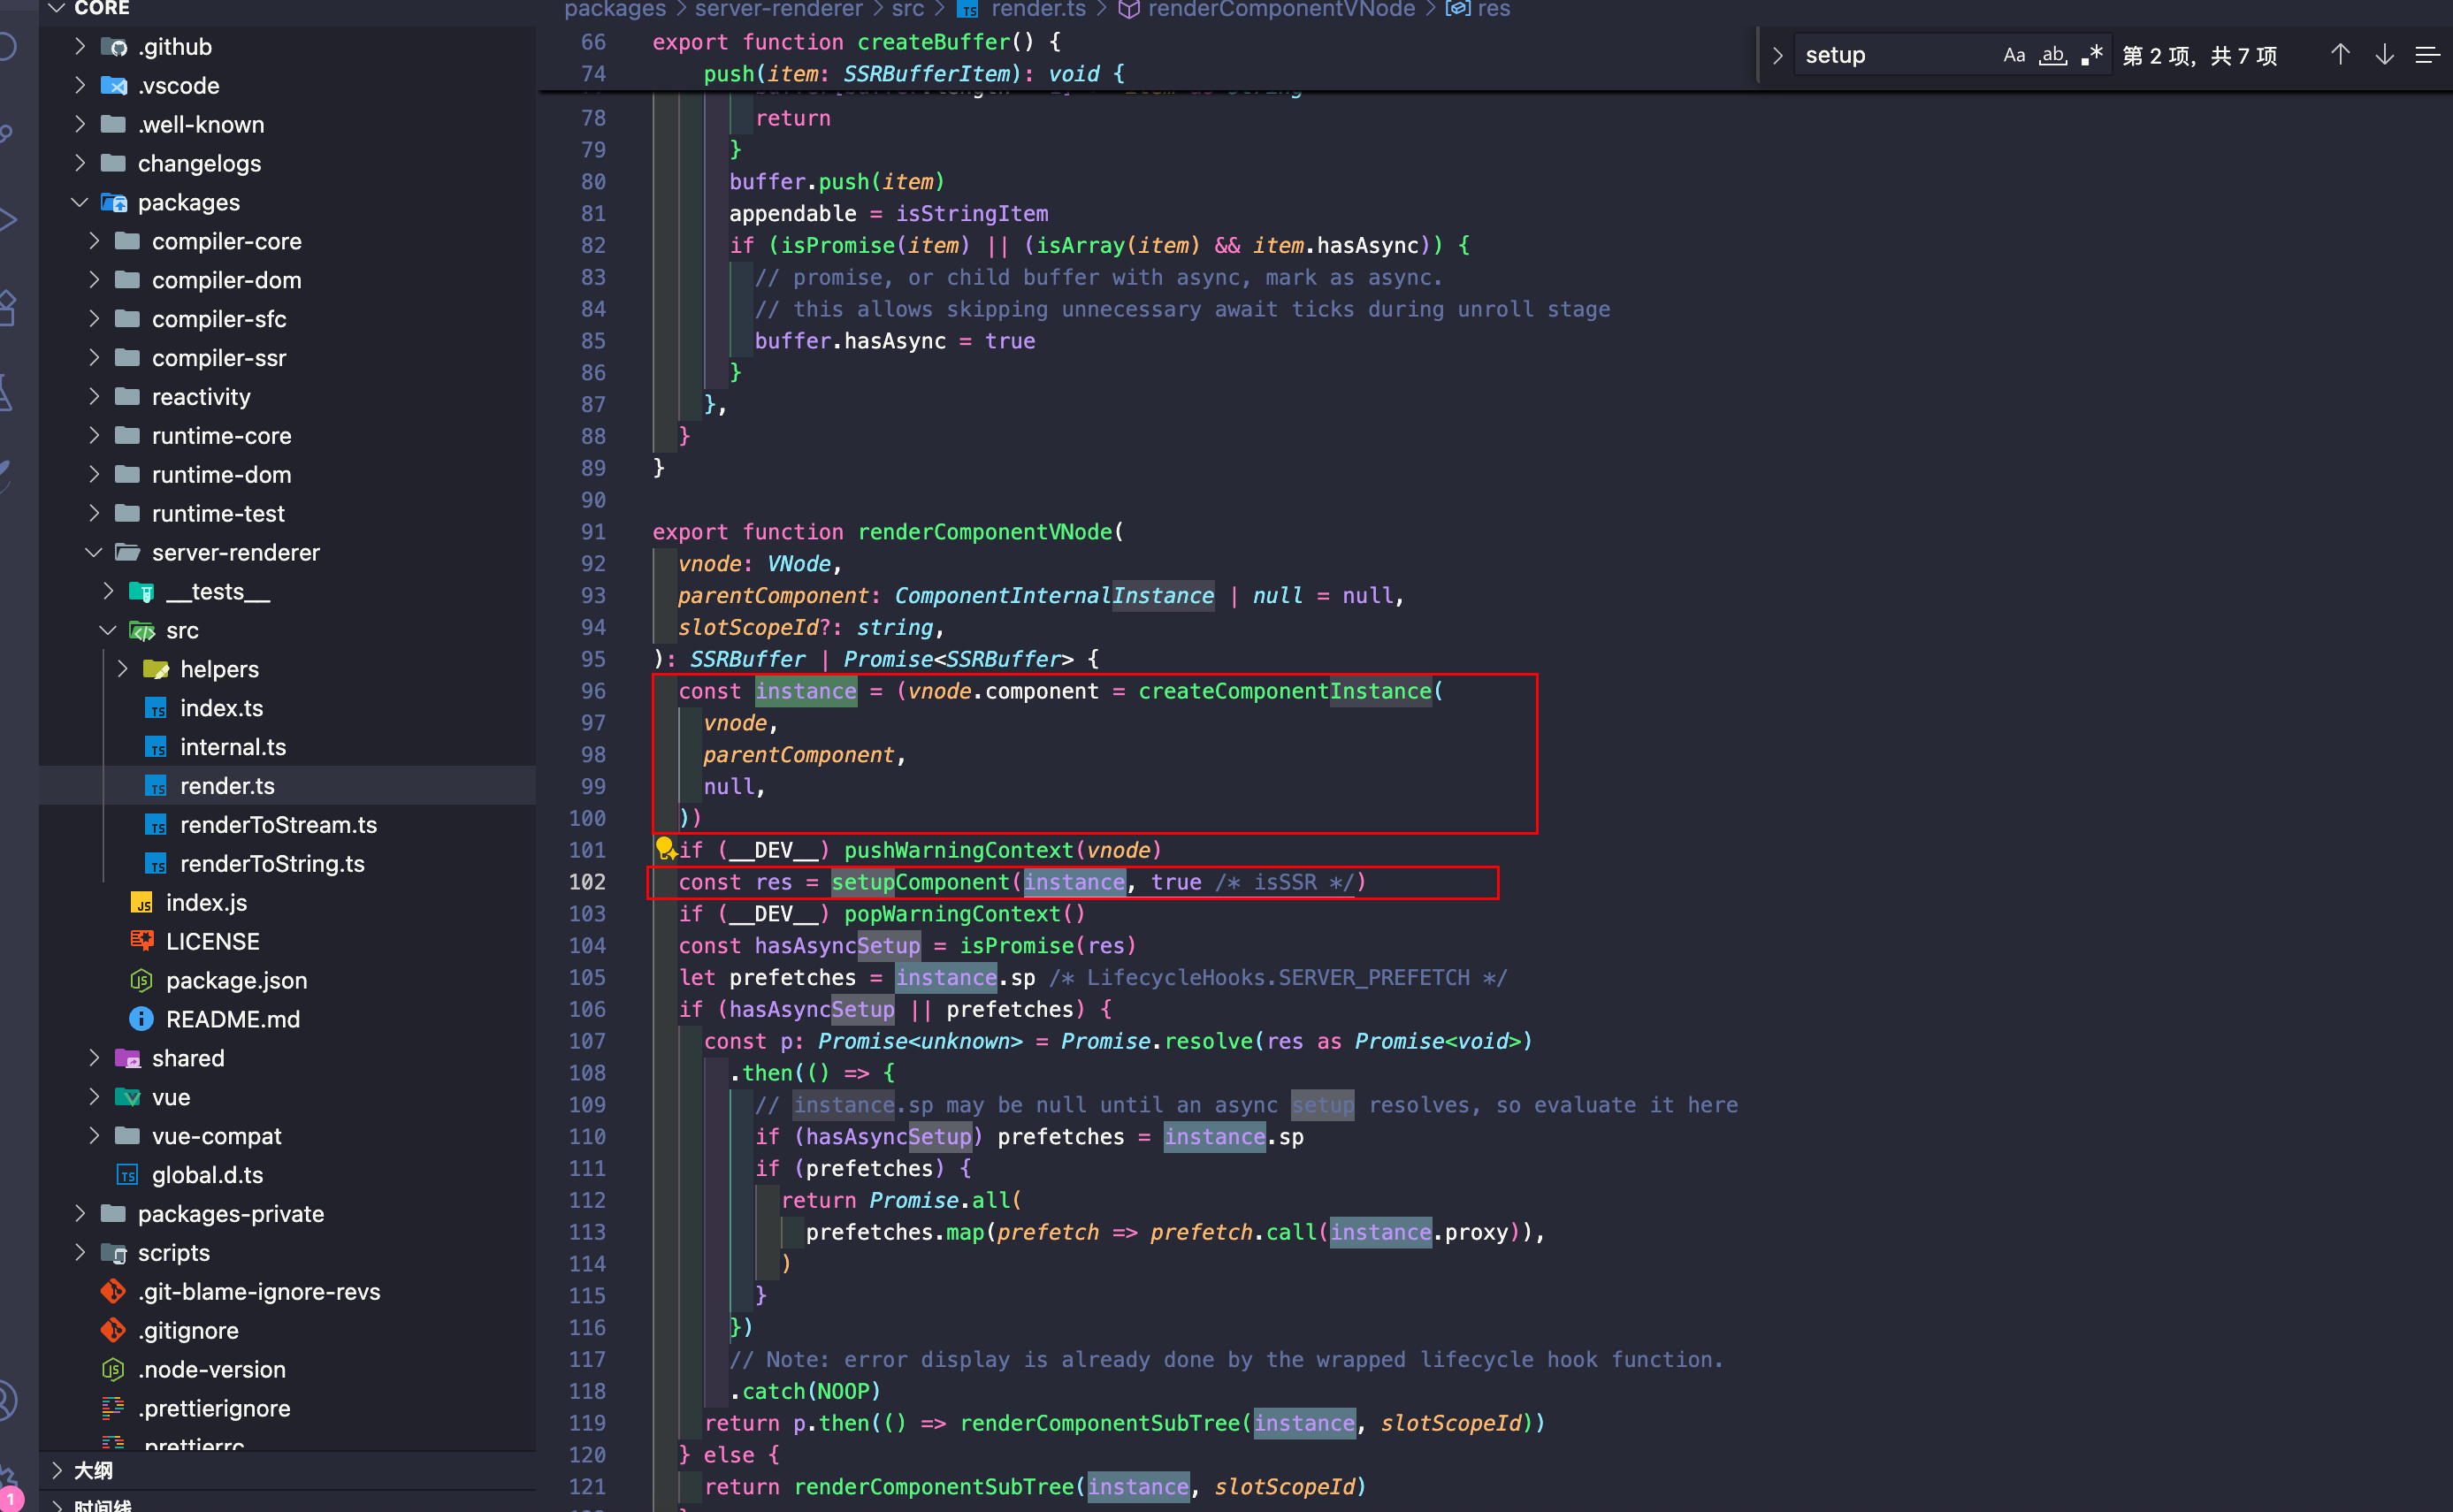 CORE
.github
.vscode
.well-known
changelogs
packages
compiler-core
compiler-dom
compiler-sfc
compiler-ssr
reactivity
runtime-core
runtime-dom
runtime-test
server-renderer
__tests__
src
helpers
index.ts
internal.ts
render.ts
renderToStream.ts
renderToString.ts
index.js
LICENSE
package.json
README.md
shared
vue
vue-compat
global.d.ts
packages-private
scripts
.git-blame-ignore-revs
.gitignore
.node-version
.prettierignore
.prettierrc
大纲
时间线
1
packages > server-renderer > src > TS render.ts > renderComponentVNode > res
setup Aa ab .* 第 2 项，共 7 项
66 export function createBuffer() {
74 push(item: SSRBufferItem): void {
78 return
79 }
80 buffer.push(item)
81 appendable = isStringItem
82 if (isPromise(item) || (isArray(item) && item.hasAsync)) {
83 // promise, or child buffer with async, mark as async.
84 // this allows skipping unnecessary await ticks during unroll stage
85 buffer.hasAsync = true
86 }
87 },
88 }
89 }
90
91 export function renderComponentVNode(
92 vnode: VNode,
93 parentComponent: ComponentInternalInstance | null = null,
94 slotScopeId?: string,
95 ): SSRBuffer | Promise<SSRBuffer> {
96 const instance = (vnode.component = createComponentInstance(
97 vnode,
98 parentComponent,
99 null,
100 ))
101 if (__DEV__) pushWarningContext(vnode)
102 const res = setupComponent(instance, true /* isSSR */)
103 if (__DEV__) popWarningContext()
104 const hasAsyncSetup = isPromise(res)
105 let prefetches = instance.sp /* LifecycleHooks.SERVER_PREFETCH */
106 if (hasAsyncSetup || prefetches) {
107 const p: Promise<unknown> = Promise.resolve(res as Promise<void>)
108 .then(() => {
109 // instance.sp may be null until an async setup resolves, so evaluate it here
110 if (hasAsyncSetup) prefetches = instance.sp
111 if (prefetches) {
112 return Promise.all(
113 prefetches.map(prefetch => prefetch.call(instance.proxy)),
114 )
115 }
116 })
117 // Note: error display is already done by the wrapped lifecycle hook function.
118 .catch(NOOP)
119 return p.then(() => renderComponentSubTree(instance, slotScopeId))
120 } else {
121 return renderComponentSubTree(instance, slotScopeId)